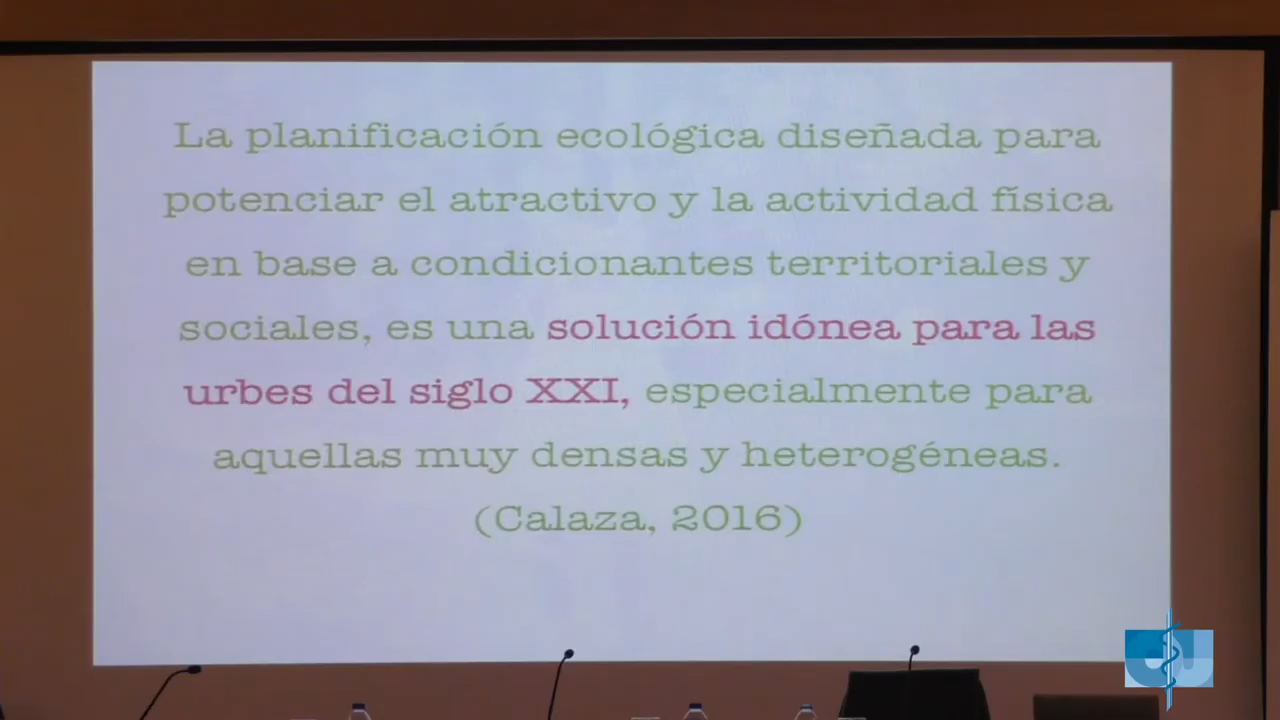 La planificación ecológica diseñada para
potenciar el atractivo y la actividad física
en base a condicionantes territoriales y
sociales, es una solución idónea para las
urbes del siglo XXI, especialmente para
aquellas muy densas y heterogéneas.
(Calaza, 2016)